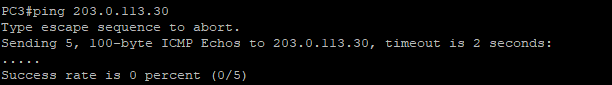 PC3#ping 203.0.113.30
Type escape sequence to abort.
Sending 5, 100-byte ICMP Echos to 203.0.113.30, timeout is 2 seconds:
.....
Success rate is 0 percent (0/5)